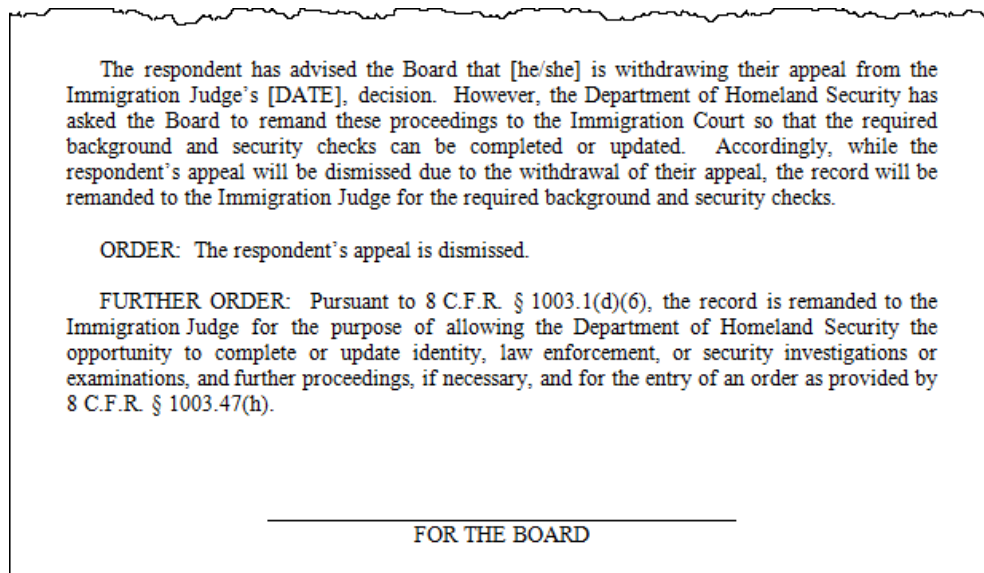 The respondent has advised the Board that [he/she] is withdrawing their appeal from the
Immigration Judge’s [DATE], decision. However, the Department of Homeland Security has
asked the Board to remand these proceedings to the Immigration Court so that the required
background and security checks can be completed or updated. Accordingly, while the
respondent’s appeal will be dismissed due to the withdrawal of their appeal, the record will be
remanded to the Immigration Judge for the required background and security checks.
ORDER: The respondent’s appeal is dismissed.
FURTHER ORDER: Pursuant to 8 C.F.R. § 1003.1(d)(6), the record is remanded to the
Immigration Judge for the purpose of allowing the Department of Homeland Security the
opportunity to complete or update identity, law enforcement, or security investigations or
examinations, and further proceedings, if necessary, and for the entry of an order as provided by
8 C.F.R. § 1003.47(h).
FOR THE BOARD